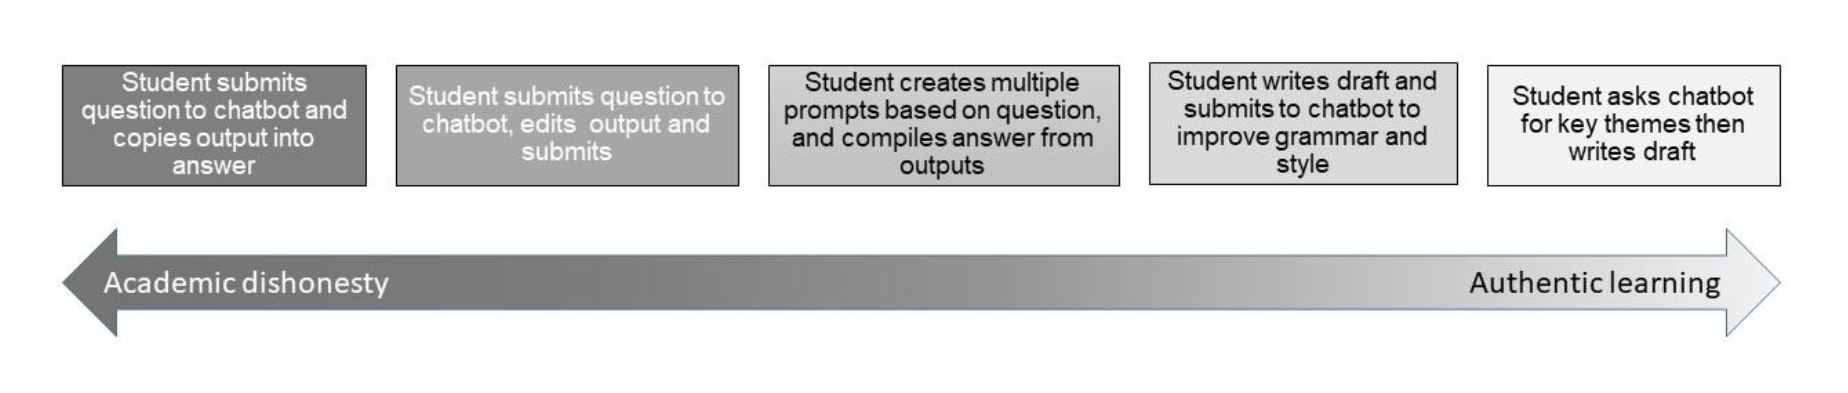 Student submits
question to chatbot and
copies output into
answer
Student submits question to
chatbot, edits output and
submits
Student creates multiple
prompts based on question,
and compiles answer from
outputs
Student writes draft and
submits to chatbot to
improve grammar and
style
Student asks chatbot
for key themes then
writes draft
Academic dishonesty
Authentic learning